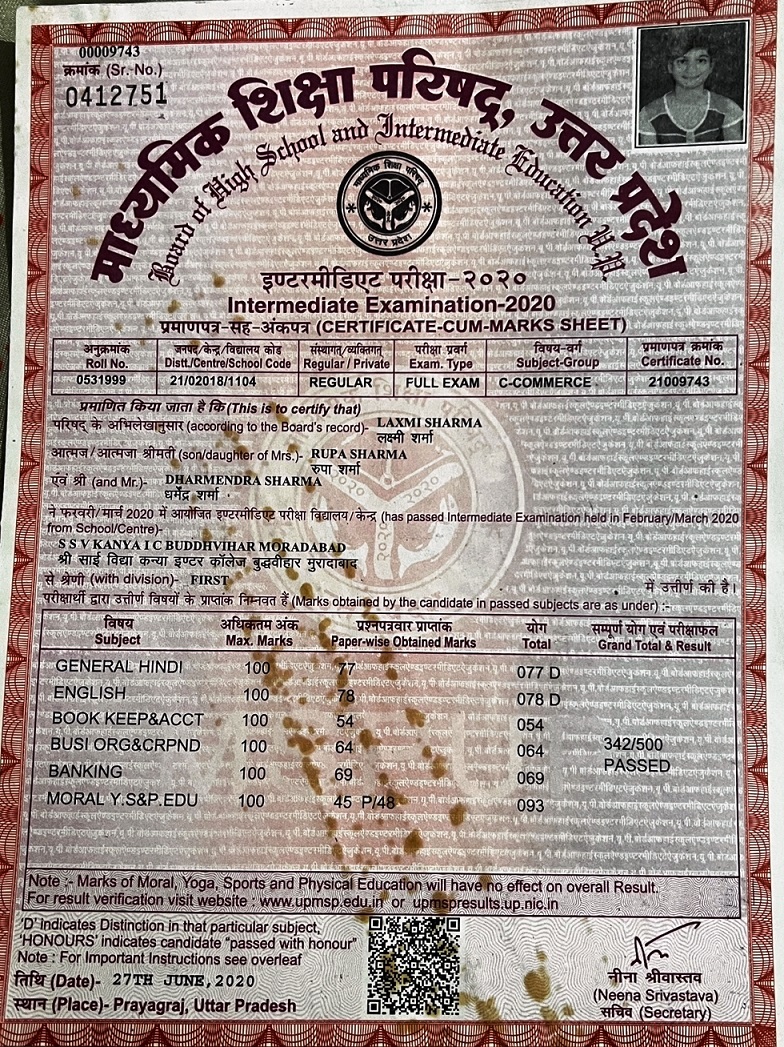 00009743
क्रमांक (Sr. No.)
0412751
माध्यमिक शिक्षा परिषद्, उत्तर प्रदेश
Board of High School and Intermediate Education U.P.
माध्यमिक शिक्षा परिषद्
उत्तर प्रदेश
इण्टरमीडिएट परीक्षा-२०२०
Intermediate Examination-2020
प्रमाणपत्र-सह-अंकपत्र (CERTIFICATE-CUM-MARKS SHEET)
अनुक्रमांक जनपद/केन्द्र/विद्यालय कोड संस्थागत/व्यक्तिगत परीक्षा प्रवर्ग विषय-वर्ग प्रमाणपत्र क्रमांक
Roll No. Distt./Centre/School Code Regular / Private Exam. Type Subject-Group Certificate No.
0531999 21/02018/1104 REGULAR FULL EXAM C-COMMERCE 21009743
प्रमाणित किया जाता है कि (This is to certify that)
परिषद् के अभिलेखानुसार (according to the Board's record)- LAXMI SHARMA
लक्ष्मी शर्मा
आत्मज/आत्मजा श्रीमती (son/daughter of Mrs.)- RUPA SHARMA
रुपा शर्मा
एवं श्री (and Mr.)- DHARMENDRA SHARMA
धर्मेंद्र शर्मा
ने फरवरी/मार्च 2020 में आयोजित इण्टरमीडिएट परीक्षा विद्यालय/केन्द्र (has passed Intermediate Examination held in February/March 2020
from School/Centre)-
S S V KANYA I C BUDDHVIHAR MORADABAD
श्री साई विद्या कन्या इण्टर कॉलेज बुद्धवीहार मुरादाबाद
से श्रेणी (with division)- FIRST में उत्तीर्ण की है।
परीक्षार्थी द्वारा उत्तीर्ण विषयों के प्राप्तांक निम्नवत हैं (Marks obtained by the candidate in passed subjects are as under) :-
विषय अधिकतम अंक प्रश्नपत्रवार प्राप्तांक योग सम्पूर्ण योग एवं परीक्षाफल
Subject Max. Marks Paper-wise Obtained Marks Total Grand Total & Result
GENERAL HINDI 100 77 077 D
ENGLISH 100 78 078 D
BOOK KEEP&ACCT 100 54 054
BUSI ORG&CRPND 100 64 064 342/500
PASSED
BANKING 100 69 069
MORAL Y.S&P.EDU 100 45 P/48 093
Note :- Marks of Moral, Yoga, Sports and Physical Education will have no effect on overall Result.
For result verification visit website : www.upmsp.edu.in or upmspresults.up.nic.in
'D' indicates Distinction in that particular subject,
'HONOURS' indicates candidate "passed with honour"
Note : For Important Instructions see overleaf
तिथि (Date)- 27TH JUNE,2020
स्थान (Place)- Prayagraj, Uttar Pradesh
नीना श्रीवास्तव
(Neena Srivastava)
सचिव (Secretary)